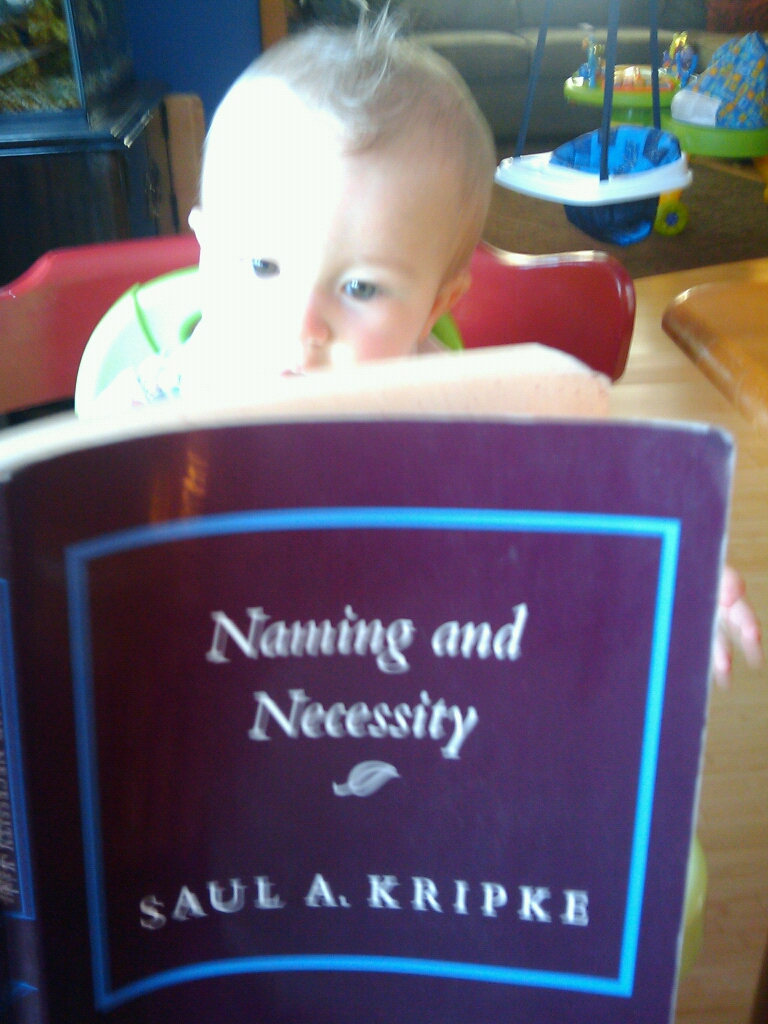 Naming and
Necessity
SAUL A. KRIPKE